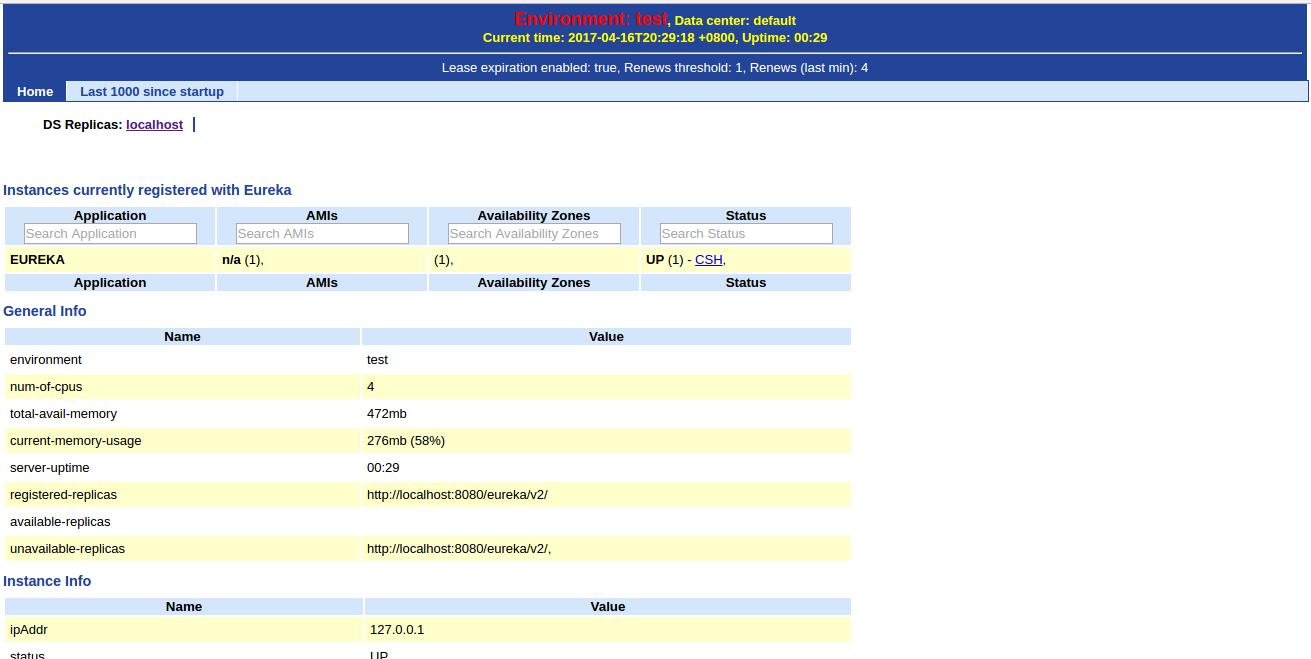 Environment: test, Data center: default
Current time: 2017-04-16T20:29:18 +0800, Uptime: 00:29
Lease expiration enabled: true, Renews threshold: 1, Renews (last min): 4
Home Last 1000 since startup
DS Replicas: localhost
Instances currently registered with Eureka
Application AMIs Availability Zones Status
Search Application Search AMIs Search Availability Zones Search Status
EUREKA n/a (1), (1), UP (1) - CSH,
Application AMIs Availability Zones Status
General Info
Name Value
environment test
num-of-cpus 4
total-avail-memory 472mb
current-memory-usage 276mb (58%)
server-uptime 00:29
registered-replicas http://localhost:8080/eureka/v2/
available-replicas
unavailable-replicas http://localhost:8080/eureka/v2/,
Instance Info
Name Value
ipAddr 127.0.0.1
status UP